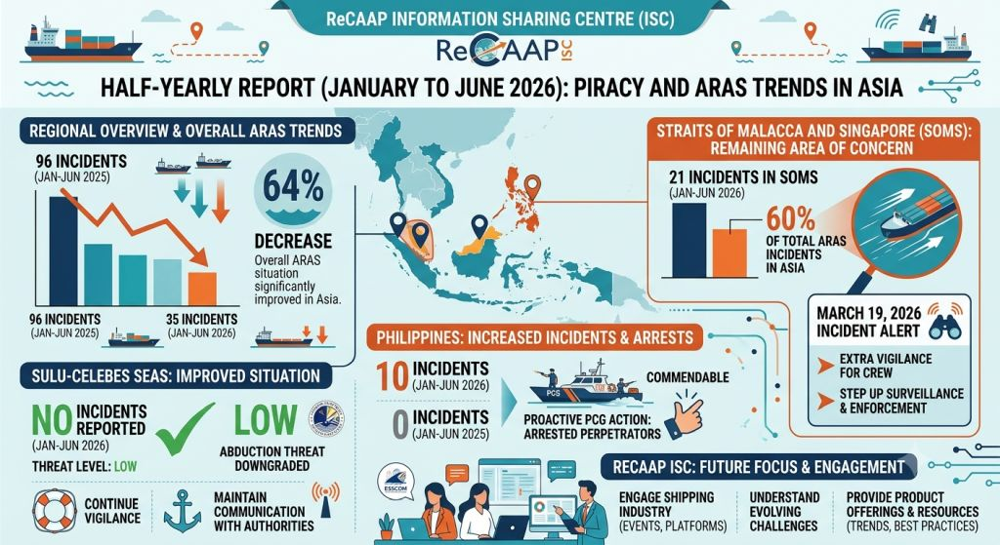 ReCAAP INFORMATION SHARING CENTRE (ISC)
ReCAAP ISC
HALF-YEARLY REPORT (JANUARY TO JUNE 2026): PIRACY AND ARAS TRENDS IN ASIA
REGIONAL OVERVIEW & OVERALL ARAS TRENDS
96 INCIDENTS
(JAN-JUN 2025)
64%
DECREASE
Overall ARAS
situation
significantly
improved in Asia.
96 INCIDENTS
(JAN-JUN 2025)
35 INCIDENTS
(JAN-JUN 2026)
STRAITS OF MALACCA AND SINGAPORE (SOMS):
REMAINING AREA OF CONCERN
21 INCIDENTS IN SOMS
(JAN-JUN 2026)
60%
OF TOTAL ARAS
INCIDENTS
IN ASIA
MARCH 19, 2026
INCIDENT ALERT
EXTRA VIGILANCE
FOR CREW
STEP UP SURVEILLANCE
& ENFORCEMENT
SULU-CELEBES SEAS: IMPROVED SITUATION
NO INCIDENTS
REPORTED
(JAN-JUN 2026)
THREAT LEVEL: LOW
LOW
ABDUCTION THREAT
DOWNGRADED
CONTINUE
VIGILANCE
MAINTAIN
COMMUNICATION
WITH AUTHORITIES
PHILIPPINES: INCREASED INCIDENTS & ARRESTS
10 INCIDENTS
(JAN-JUN 2026)
0 INCIDENTS
(JAN-JUN 2025)
PCS
COMMENDABLE
PROACTIVE PCG ACTION:
ARRESTED PERPETRATORS
ESSCOM
RECAAP ISC: FUTURE FOCUS & ENGAGEMENT
ENGAGE SHIPPING
INDUSTRY
(EVENTS, PLATFORMS)
UNDERSTAND
EVOLVING
CHALLENGES
PROVIDE PRODUCT
OFFERINGS & RESOURCES
(TRENDS, BEST PRACTICES)